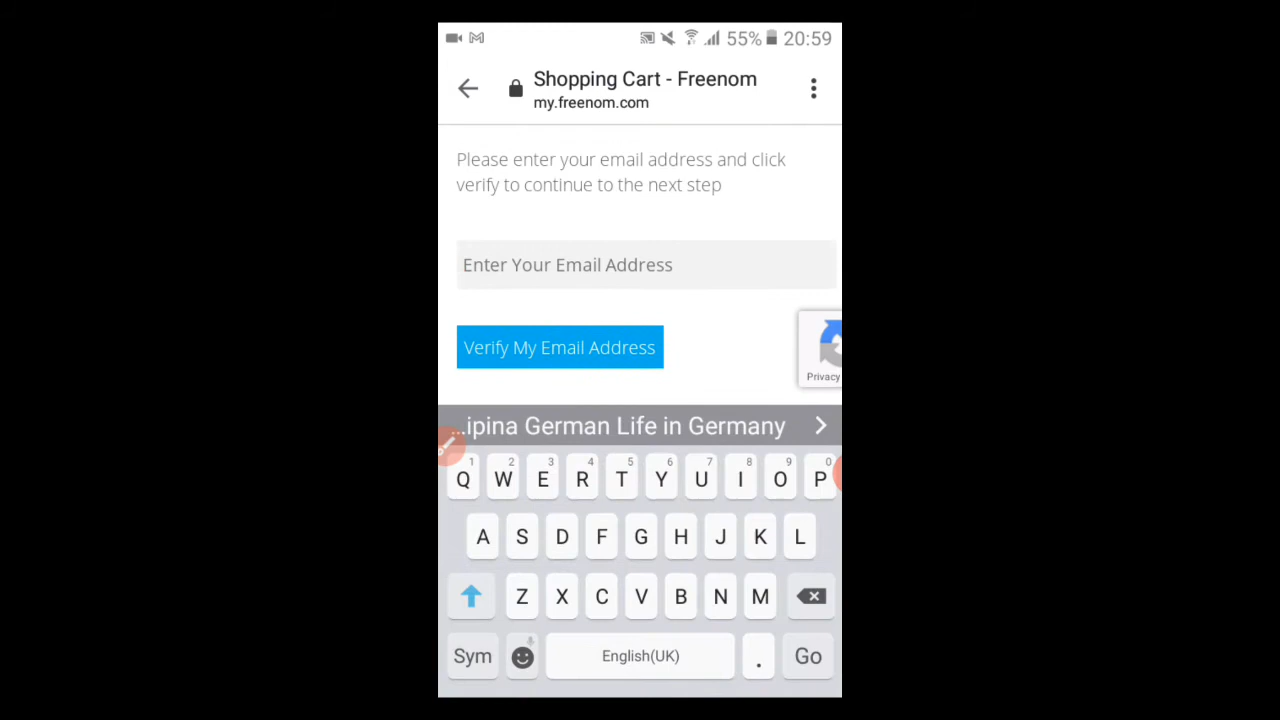 55% 20:59
Shopping Cart - Freenom
my.freenom.com
Please enter your email address and click
verify to continue to the next step
Enter Your Email Address
Verify My Email Address
Privacy
...ipina German Life in Germany
1 2 3 4 5 6 7 8 9 0
Q W E R T Y U I O P
A S D F G H J K L
Z X C V B N M
Sym English(UK) . Go